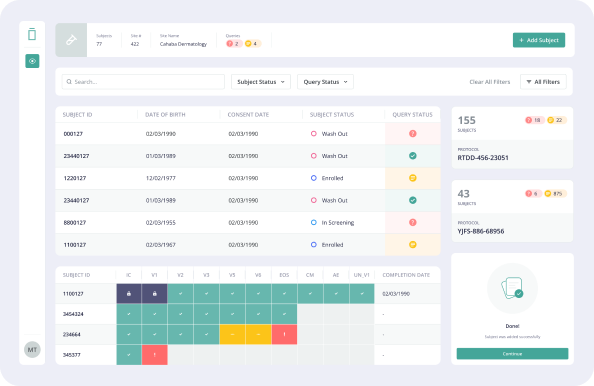 Subjects
77
Site #
422
Site Name
Cahaba Dermatology
Queries
2
4
+ Add Subject
Search...
Subject Status
Query Status
Clear All Filters
All Filters
SUBJECT ID DATE OF BIRTH CONSENT DATE SUBJECT STATUS QUERY STATUS
000127 02/03/1990 02/03/1990 Wash Out
23440127 01/03/1989 02/03/1990 Wash Out
1220127 12/02/1977 02/03/1990 Enrolled
23440127 01/03/1989 02/03/1990 Wash Out
8800127 02/03/1955 02/03/1990 In Screening
1100127 02/03/1967 02/03/1990 Enrolled
155
SUBJECTS
18
22
PROTOCOL
RTDD-456-23051
43
SUBJECTS
6
875
PROTOCOL
YJFS-886-68956
SUBJECT ID IC V1 V2 V3 V5 V6 EOS CM AE UN_V1 COMPLETION DATE
1100127 02/03/1990
3454324 -
234664 ! -
345377 ! -
Done!
Subject was added successfully
Continue
MT